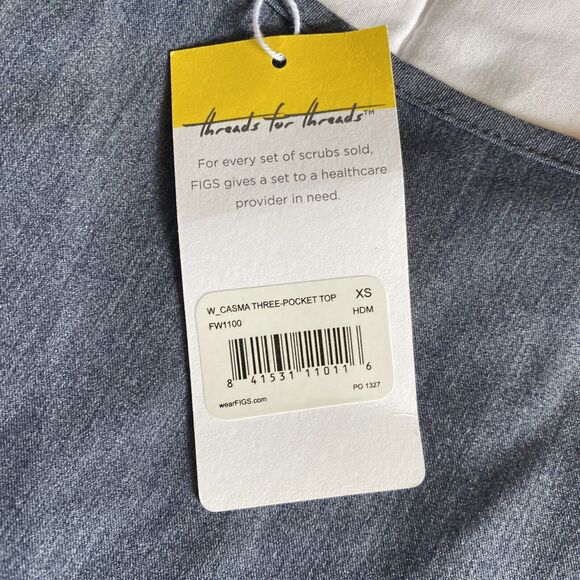 threads for threads™
For every set of scrubs sold,
FIGS gives a set to a healthcare
provider in need.
W_CASMA THREE-POCKET TOP XS
FW1100 HDM
8 41531 11011 6
wearFIGS.com PO 1327